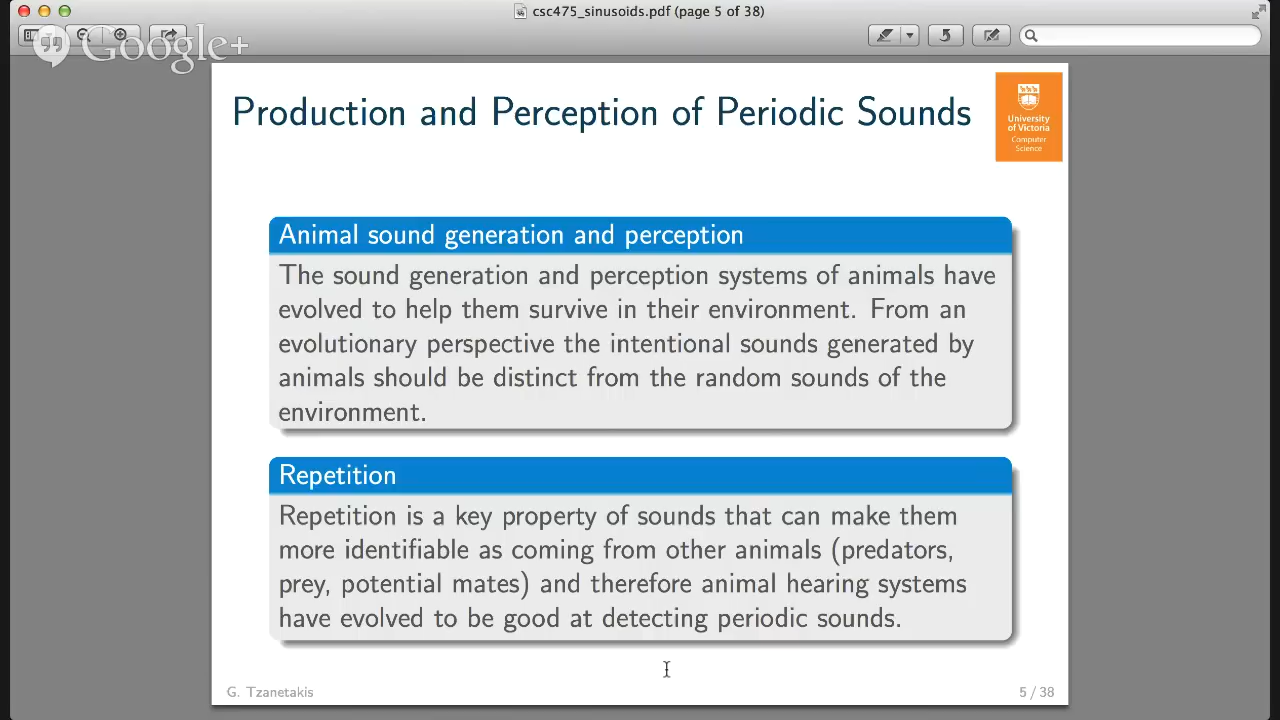 csc475_sinusoids.pdf (page 5 of 38)
Google+
Production and Perception of Periodic Sounds
University
of Victoria
Computer
Science
Animal sound generation and perception
The sound generation and perception systems of animals have
evolved to help them survive in their environment. From an
evolutionary perspective the intentional sounds generated by
animals should be distinct from the random sounds of the
environment.
Repetition
Repetition is a key property of sounds that can make them
more identifiable as coming from other animals (predators,
prey, potential mates) and therefore animal hearing systems
have evolved to be good at detecting periodic sounds.
G. Tzanetakis
5 / 38